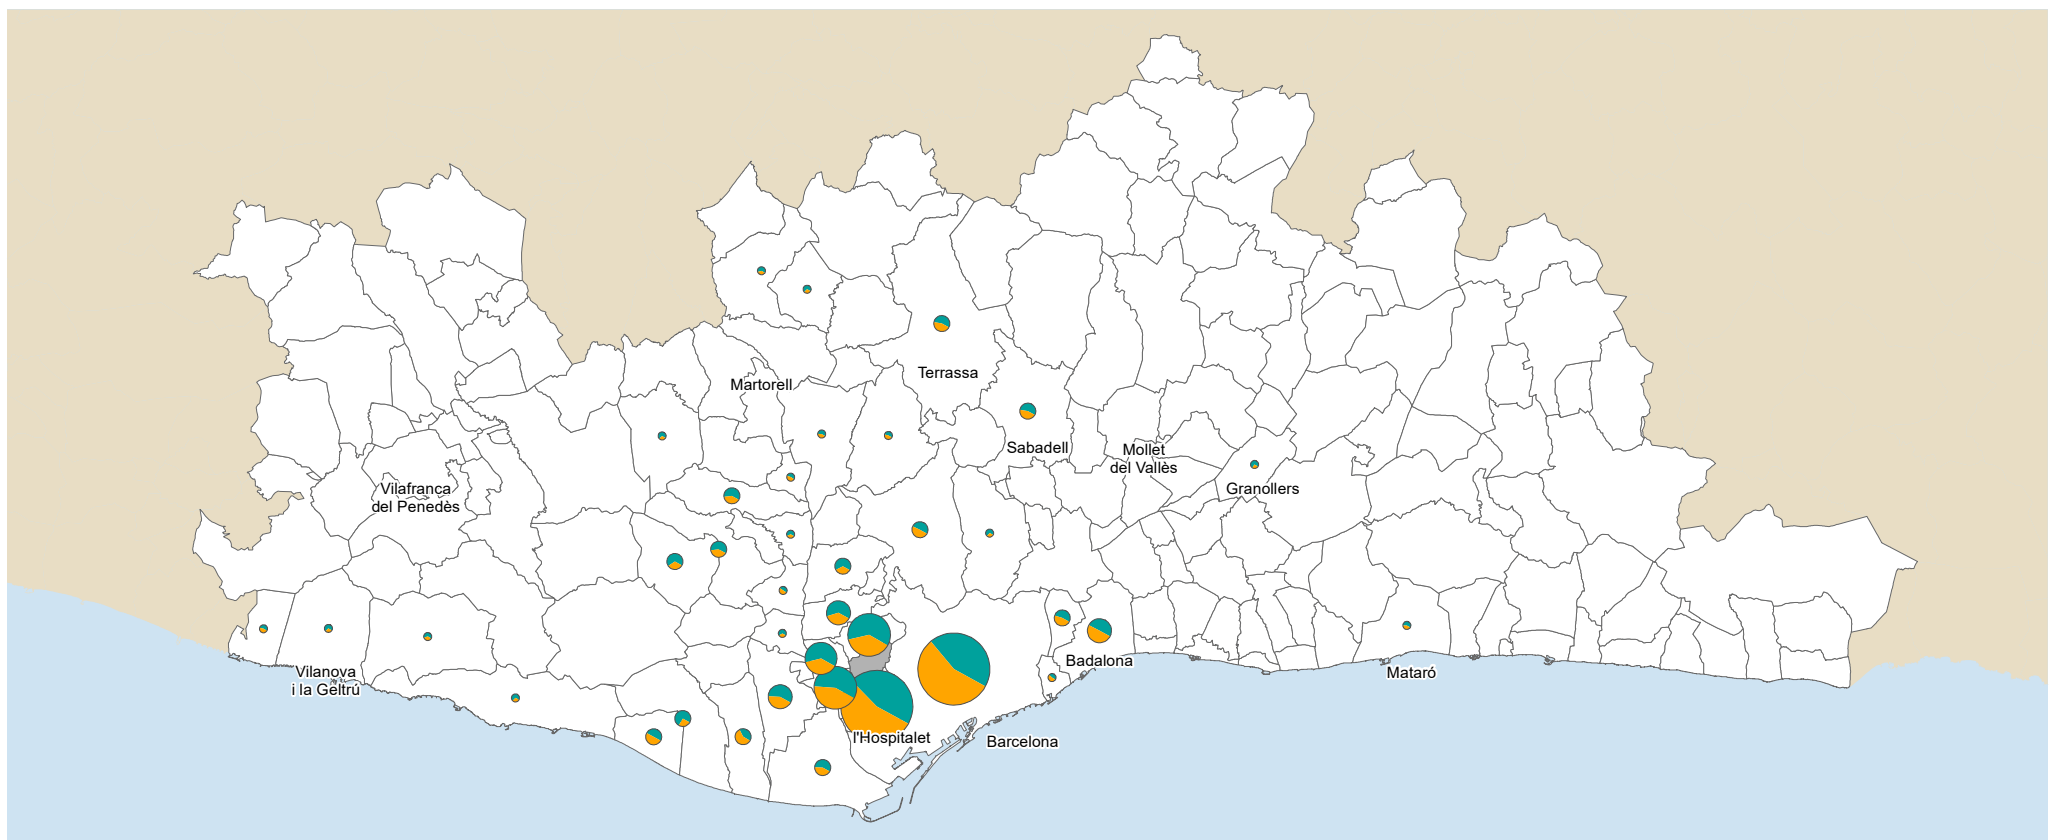 Terrassa
Martorell
Sabadell
Mollet
del Vallès
Granollers
Vilafranca
del Penedès
Badalona
Vilanova
i la Geltrú
Mataró
l'Hospitalet
Barcelona